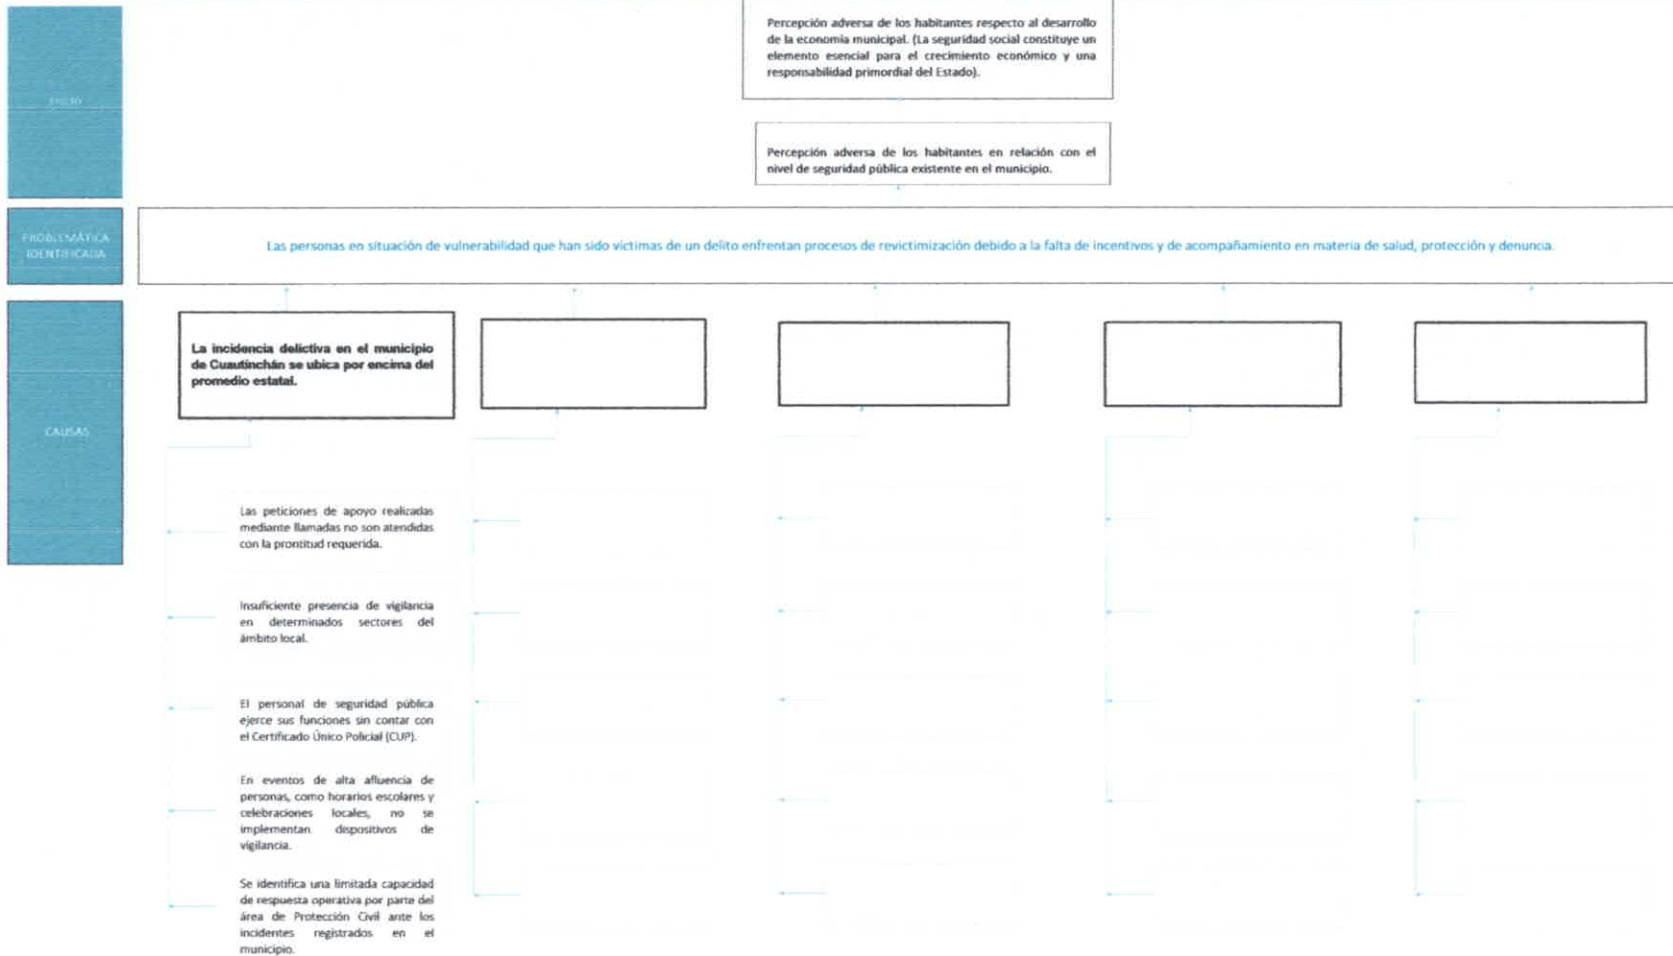 Percepción adversa de los habitantes respecto al desarrollo
de la economía municipal. (La seguridad social constituye un
elemento esencial para el crecimiento económico y una
responsabilidad primordial del Estado).
Percepción adversa de los habitantes en relación con el
nivel de seguridad pública existente en el municipio.
PROBLEMÁTICA
IDENTIFICADA
Las personas en situación de vulnerabilidad que han sido víctimas de un delito enfrentan procesos de revictimización debido a la falta de incentivos y de acompañamiento en materia de salud, protección y denuncia.
CAUSAS
La incidencia delictiva en el municipio
de Cuautinchán se ubica por encima del
promedio estatal.
Las peticiones de apoyo realizadas
mediante llamadas no son atendidas
con la prontitud requerida.
Insuficiente presencia de vigilancia
en determinados sectores del
ámbito local.
El personal de seguridad pública
ejerce sus funciones sin contar con
el Certificado Único Policial (CUP).
En eventos de alta afluencia de
personas, como horarios escolares y
celebraciones locales, no se
implementan dispositivos de
vigilancia.
Se identifica una limitada capacidad
de respuesta operativa por parte del
área de Protección Civil ante los
incidentes registrados en el
municipio.